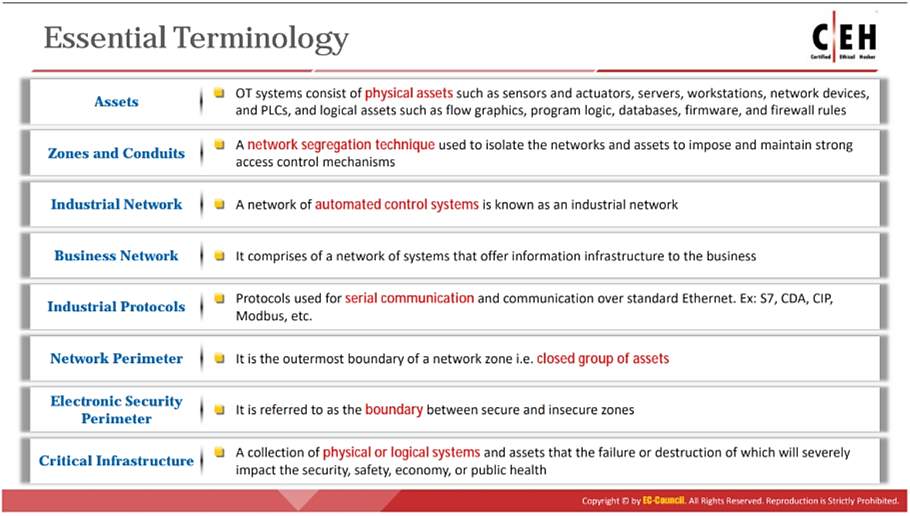 Essential Terminology
C|EH
Certified Ethical Hacker
Assets
OT systems consist of physical assets such as sensors and actuators, servers, workstations, network devices,
and PLCs, and logical assets such as flow graphics, program logic, databases, firmware, and firewall rules
Zones and Conduits
A network segregation technique used to isolate the networks and assets to impose and maintain strong
access control mechanisms
Industrial Network
A network of automated control systems is known as an industrial network
Business Network
It comprises of a network of systems that offer information infrastructure to the business
Industrial Protocols
Protocols used for serial communication and communication over standard Ethernet. Ex: S7, CDA, CIP,
Modbus, etc.
Network Perimeter
It is the outermost boundary of a network zone i.e. closed group of assets
Electronic Security
Perimeter
It is referred to as the boundary between secure and insecure zones
Critical Infrastructure
A collection of physical or logical systems and assets that the failure or destruction of which will severely
impact the security, safety, economy, or public health
Copyright © by EC-Council. All Rights Reserved. Reproduction is Strictly Prohibited.